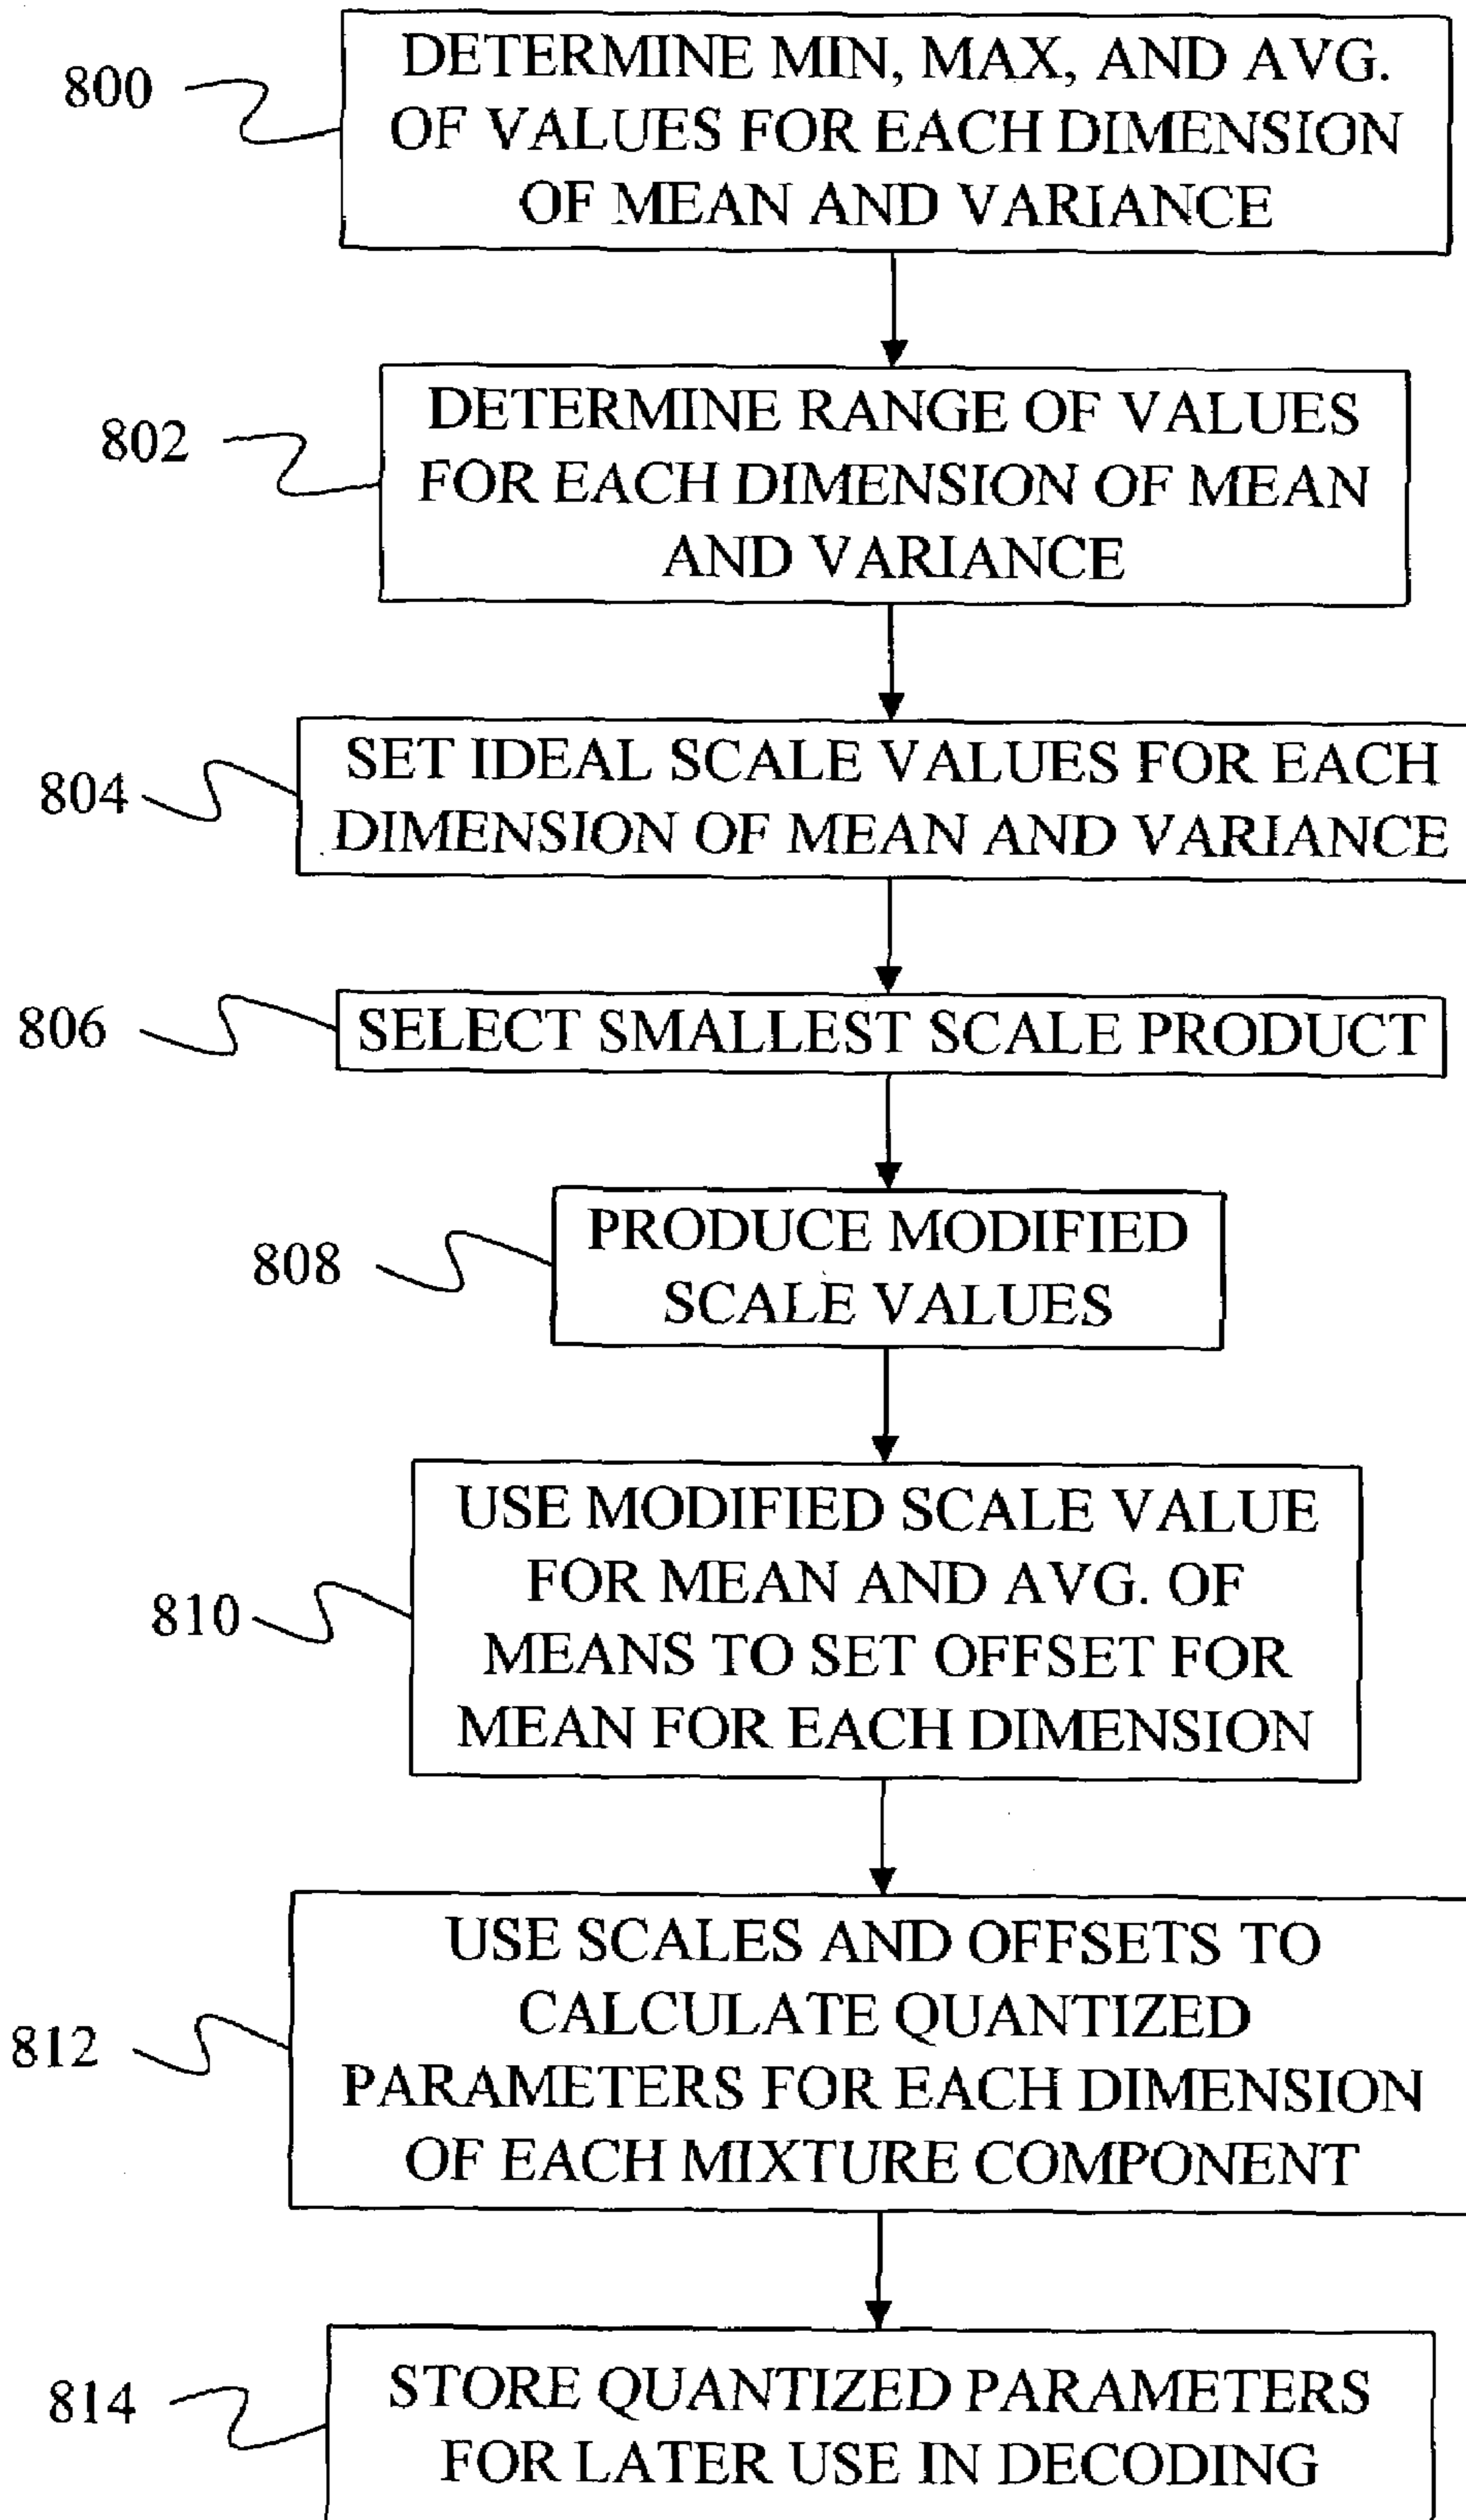 800
DETERMINE MIN, MAX, AND AVG.
OF VALUES FOR EACH DIMENSION
OF MEAN AND VARIANCE
802
DETERMINE RANGE OF VALUES
FOR EACH DIMENSION OF MEAN
AND VARIANCE
804
SET IDEAL SCALE VALUES FOR EACH
DIMENSION OF MEAN AND VARIANCE
806
SELECT SMALLEST SCALE PRODUCT
808
PRODUCE MODIFIED
SCALE VALUES
810
USE MODIFIED SCALE VALUE
FOR MEAN AND AVG. OF
MEANS TO SET OFFSET FOR
MEAN FOR EACH DIMENSION
812
USE SCALES AND OFFSETS TO
CALCULATE QUANTIZED
PARAMETERS FOR EACH DIMENSION
OF EACH MIXTURE COMPONENT
814
STORE QUANTIZED PARAMETERS
FOR LATER USE IN DECODING